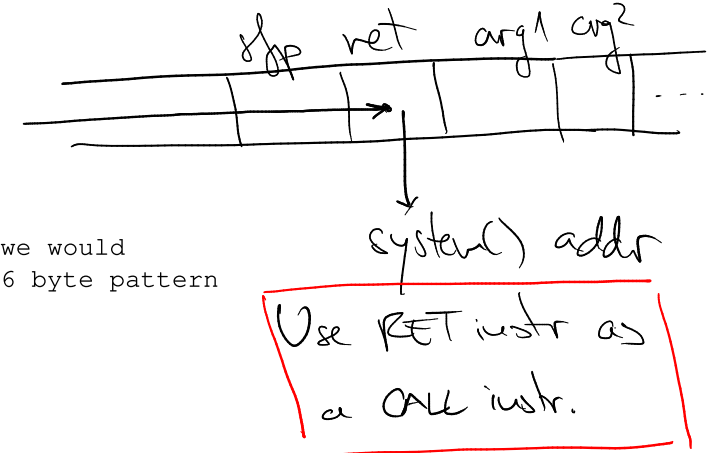 sfp ret arg1 arg2
....
system() addr
we would
6 byte pattern
Use RET instr as
a CALL instr.